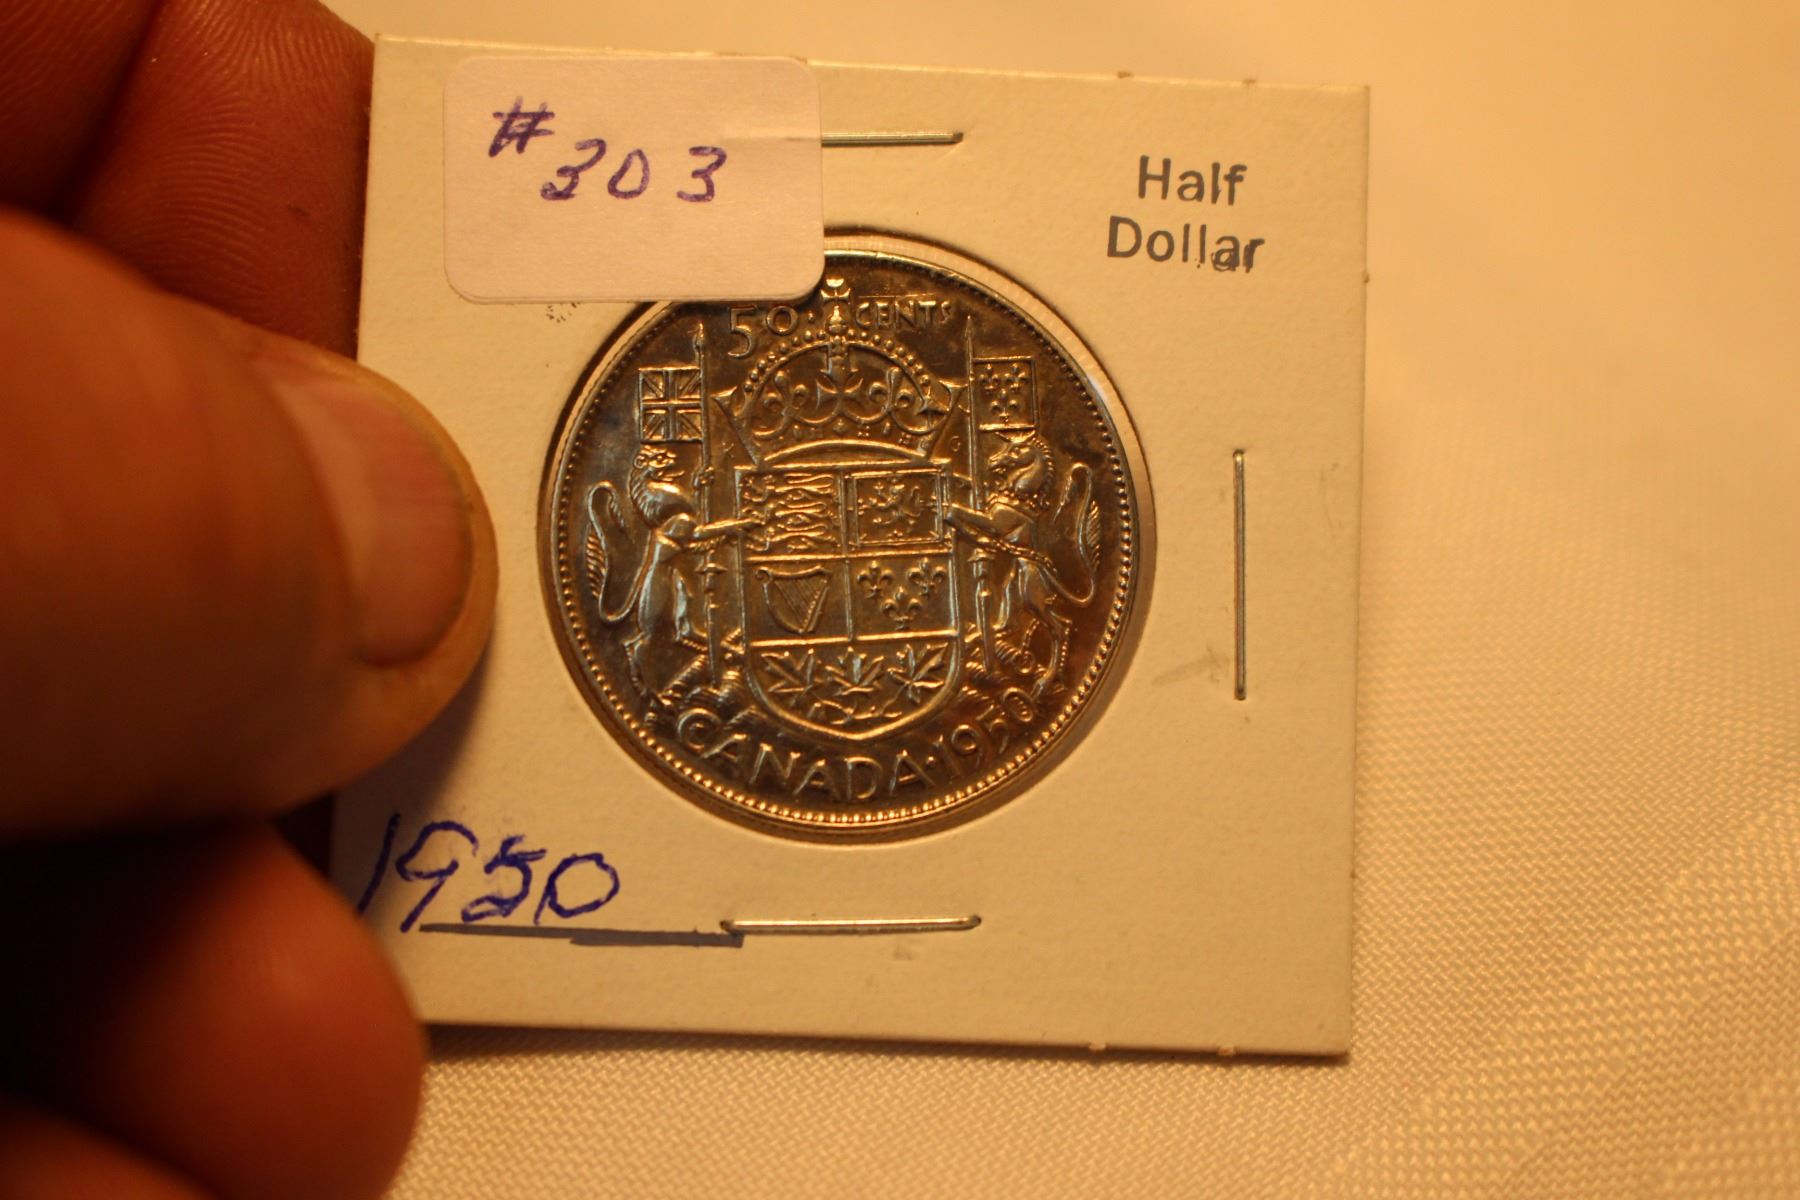 #303
Half
Dollar
50 · CENTS
CANADA · 1950
1950